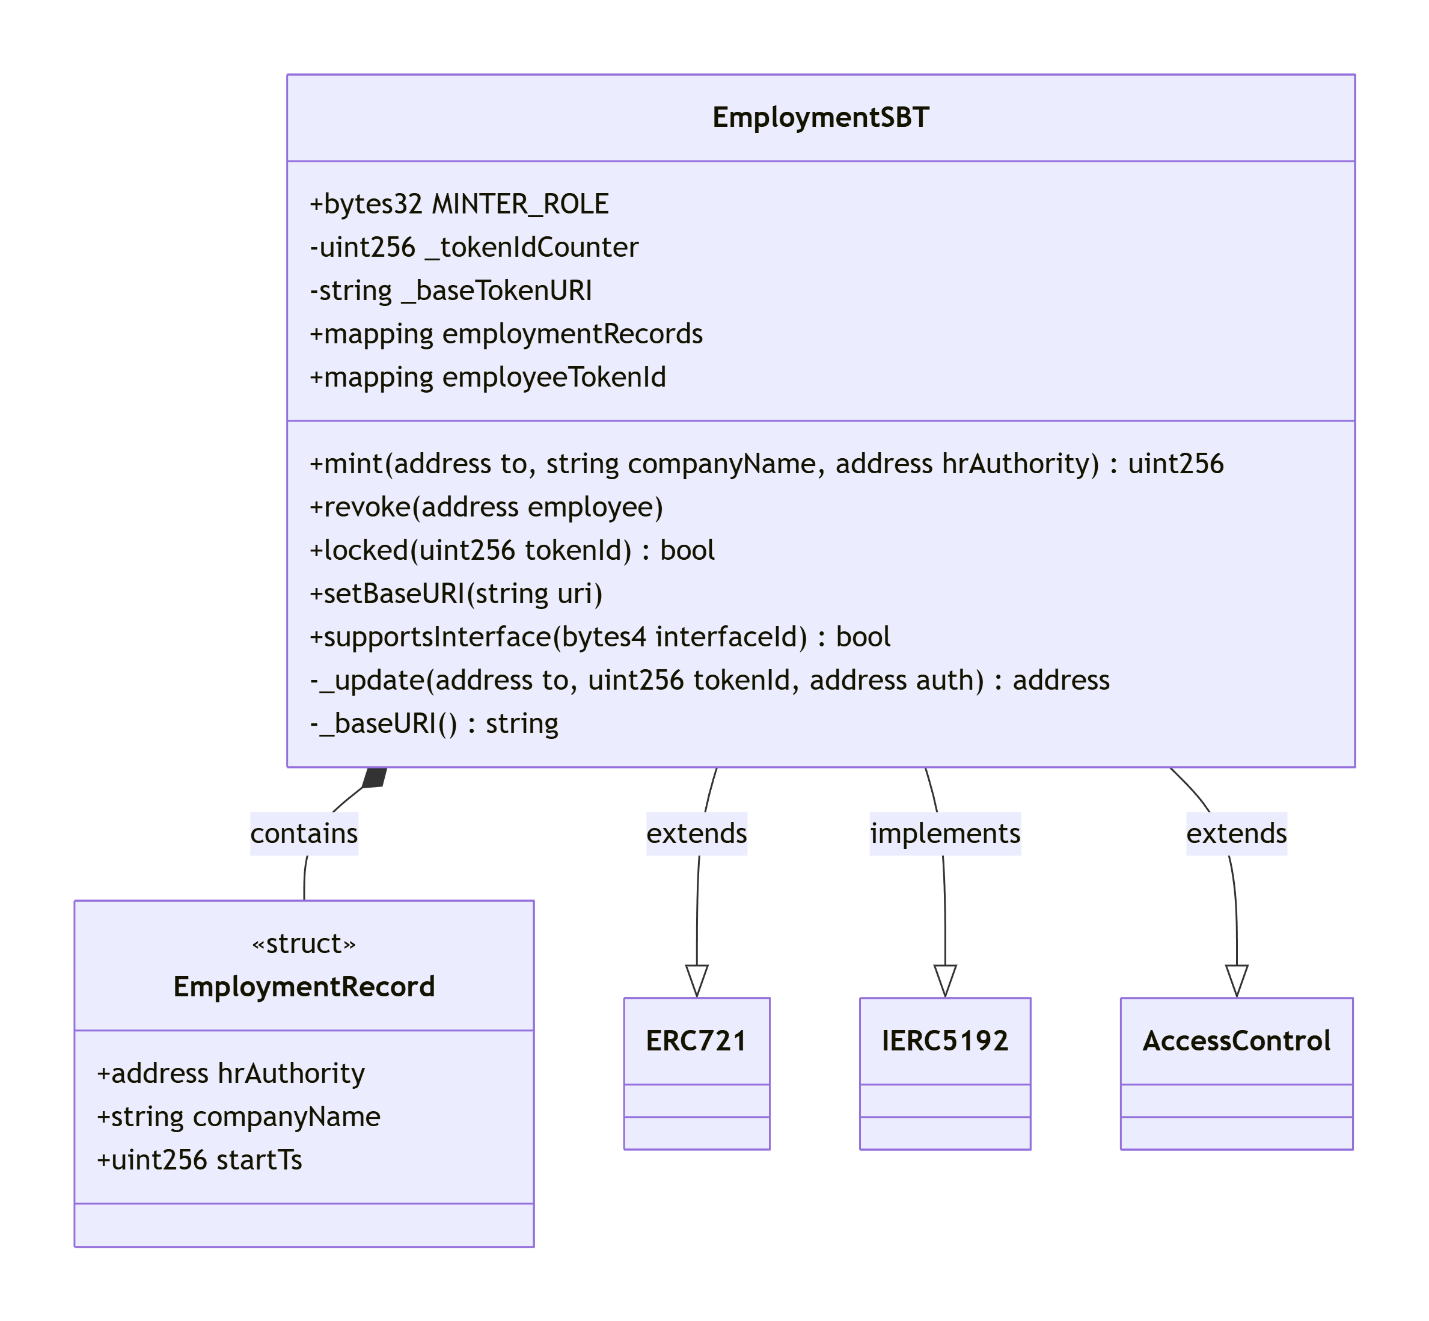 EmploymentSBT
+bytes32 MINTER_ROLE
-uint256 _tokenIdCounter
-string _baseTokenURI
+mapping employmentRecords
+mapping employeeTokenId
+mint(address to, string companyName, address hrAuthority) : uint256
+revoke(address employee)
+locked(uint256 tokenId) : bool
+setBaseURI(string uri)
+supportsInterface(bytes4 interfaceId) : bool
-_update(address to, uint256 tokenId, address auth) : address
-_baseURI() : string
contains
extends
implements
extends
«struct»
EmploymentRecord
+address hrAuthority
+string companyName
+uint256 startTs
ERC721
IERC5192
AccessControl